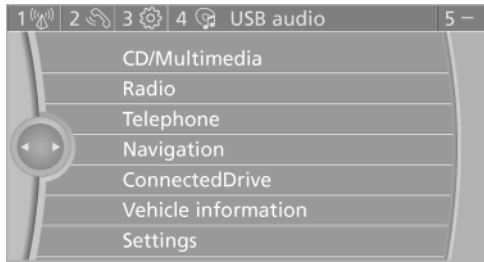 1 2 3 4 USB audio 5 –
CD/Multimedia
Radio
Telephone
Navigation
ConnectedDrive
Vehicle information
Settings